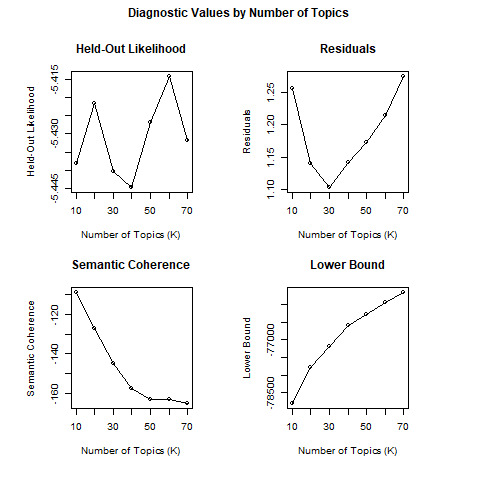 Diagnostic Values by Number of Topics
Held-Out Likelihood
Held-Out Likelihood
-5.415
-5.430
-5.445
10 30 50 70
Number of Topics (K)
Residuals
Residuals
1.25
1.20
1.15
1.10
10 30 50 70
Number of Topics (K)
Semantic Coherence
Semantic Coherence
-120
-140
-160
10 30 50 70
Number of Topics (K)
Lower Bound
Lower Bound
-77000
-78500
10 30 50 70
Number of Topics (K)